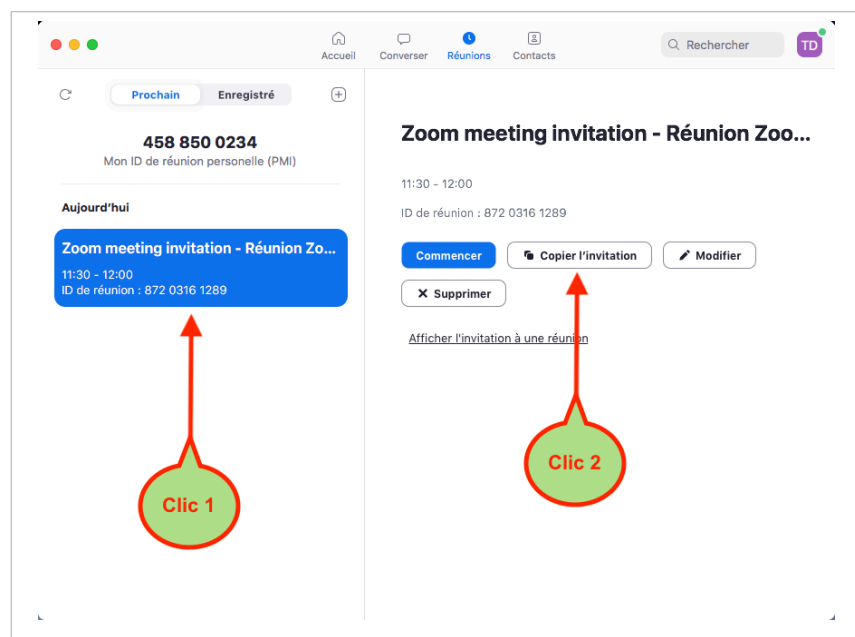 Accueil
Converser
Réunions
Contacts
Rechercher
TD
Prochain
Enregistré
458 850 0234
Mon ID de réunion personelle (PMI)
Aujourd'hui
Zoom meeting invitation - Réunion Zo...
11:30 - 12:00
ID de réunion : 872 0316 1289
Zoom meeting invitation - Réunion Zoo...
11:30 - 12:00
ID de réunion : 872 0316 1289
Commencer
Copier l'invitation
Modifier
Supprimer
Afficher l'invitation à une réunion
Clic 1
Clic 2